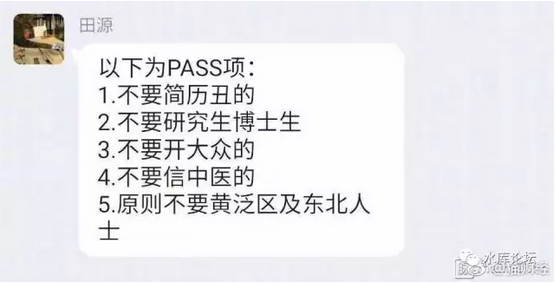 田源
以下为PASS项：
1.不要简历丑的
2.不要研究生博士生
3.不要开大众的
4.不要信中医的
5.原则不要黄泛区及东北人
士
水库论坛